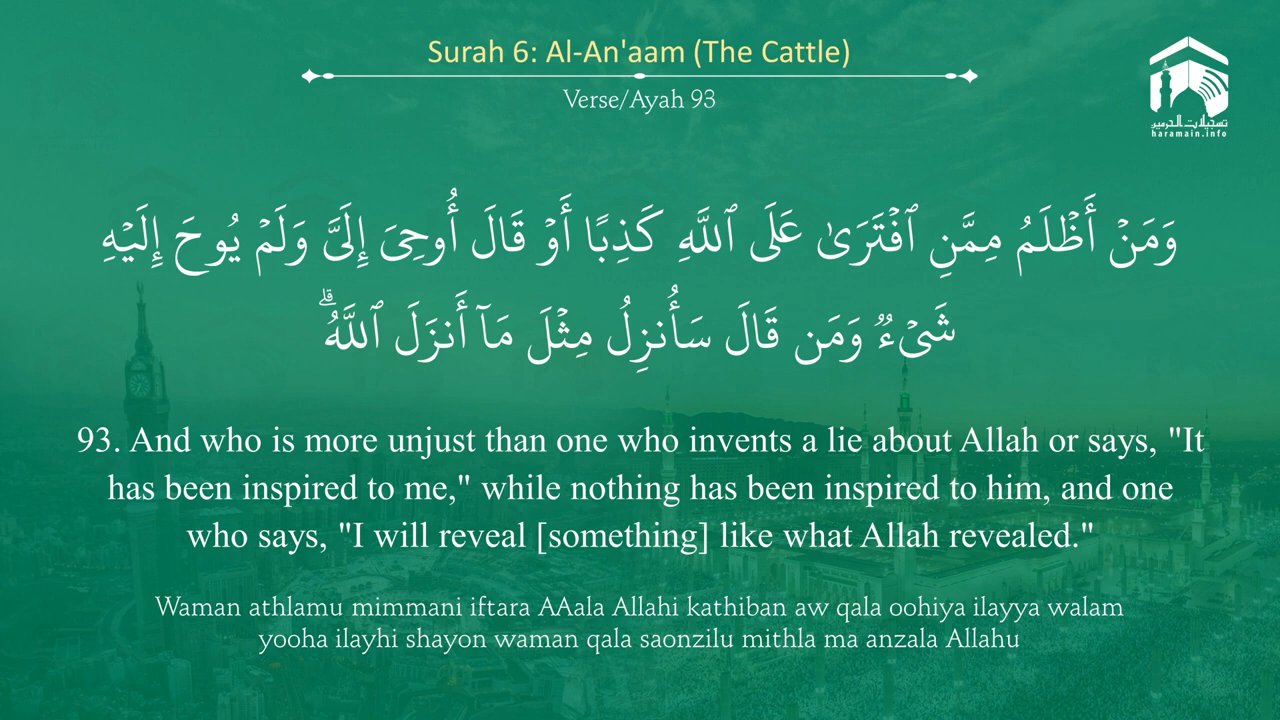 Surah 6: Al-An'aam (The Cattle)
Verse/Ayah 93
تسجيلات الحرمين
haramain.info
وَمَنۡ أَظۡلَمُ مِمَّنِ ٱفۡتَرَىٰ عَلَى ٱللَّهِ كَذِبًا أَوۡ قَالَ أُوحِىَ إِلَىَّ وَلَمۡ يُوحَ إِلَيۡهِ
شَىۡءٌ وَمَن قَالَ سَأُنزِلُ مِثۡلَ مَآ أَنزَلَ ٱللَّهُۗ
93. And who is more unjust than one who invents a lie about Allah or says, "It
has been inspired to me," while nothing has been inspired to him, and one
who says, "I will reveal [something] like what Allah revealed."
Waman athlamu mimmani iftara AAala Allahi kathiban aw qala oohiya ilayya walam
yooha ilayhi shayon waman qala saonzilu mithla ma anzala Allahu